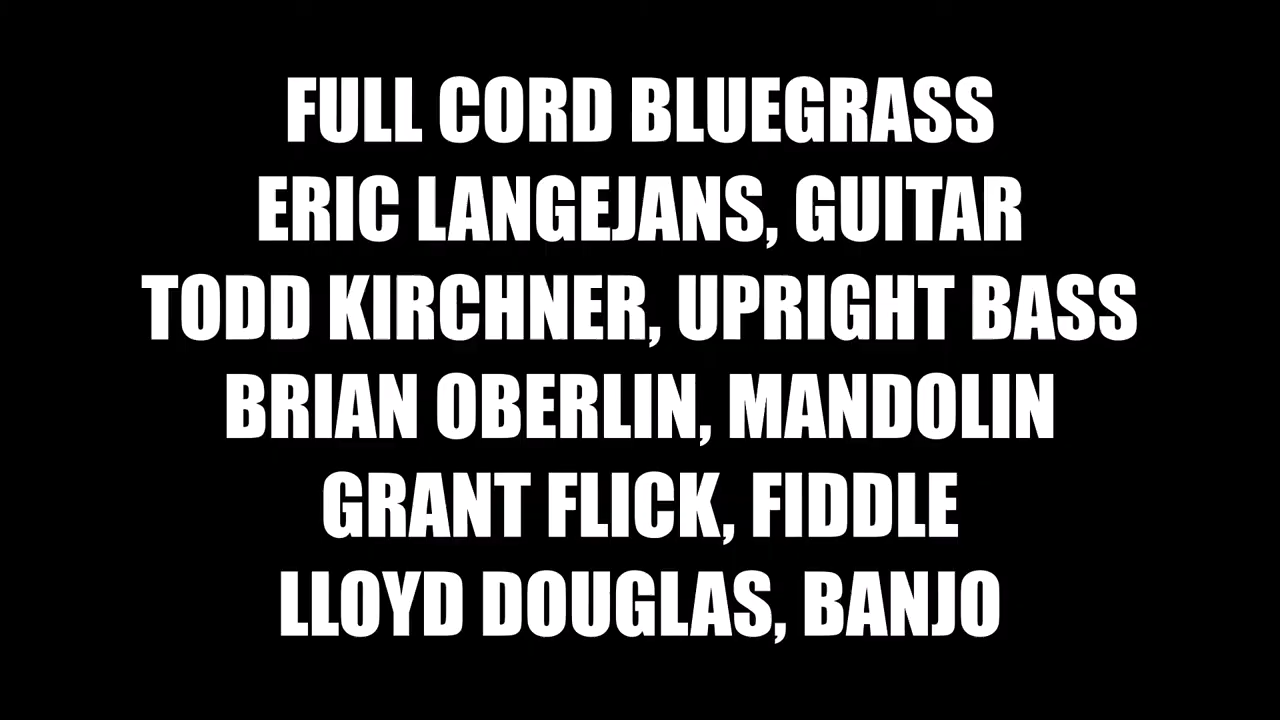 FULL CORD BLUEGRASS
ERIC LANGEJANS, GUITAR
TODD KIRCHNER, UPRIGHT BASS
BRIAN OBERLIN, MANDOLIN
GRANT FLICK, FIDDLE
LLOYD DOUGLAS, BANJO